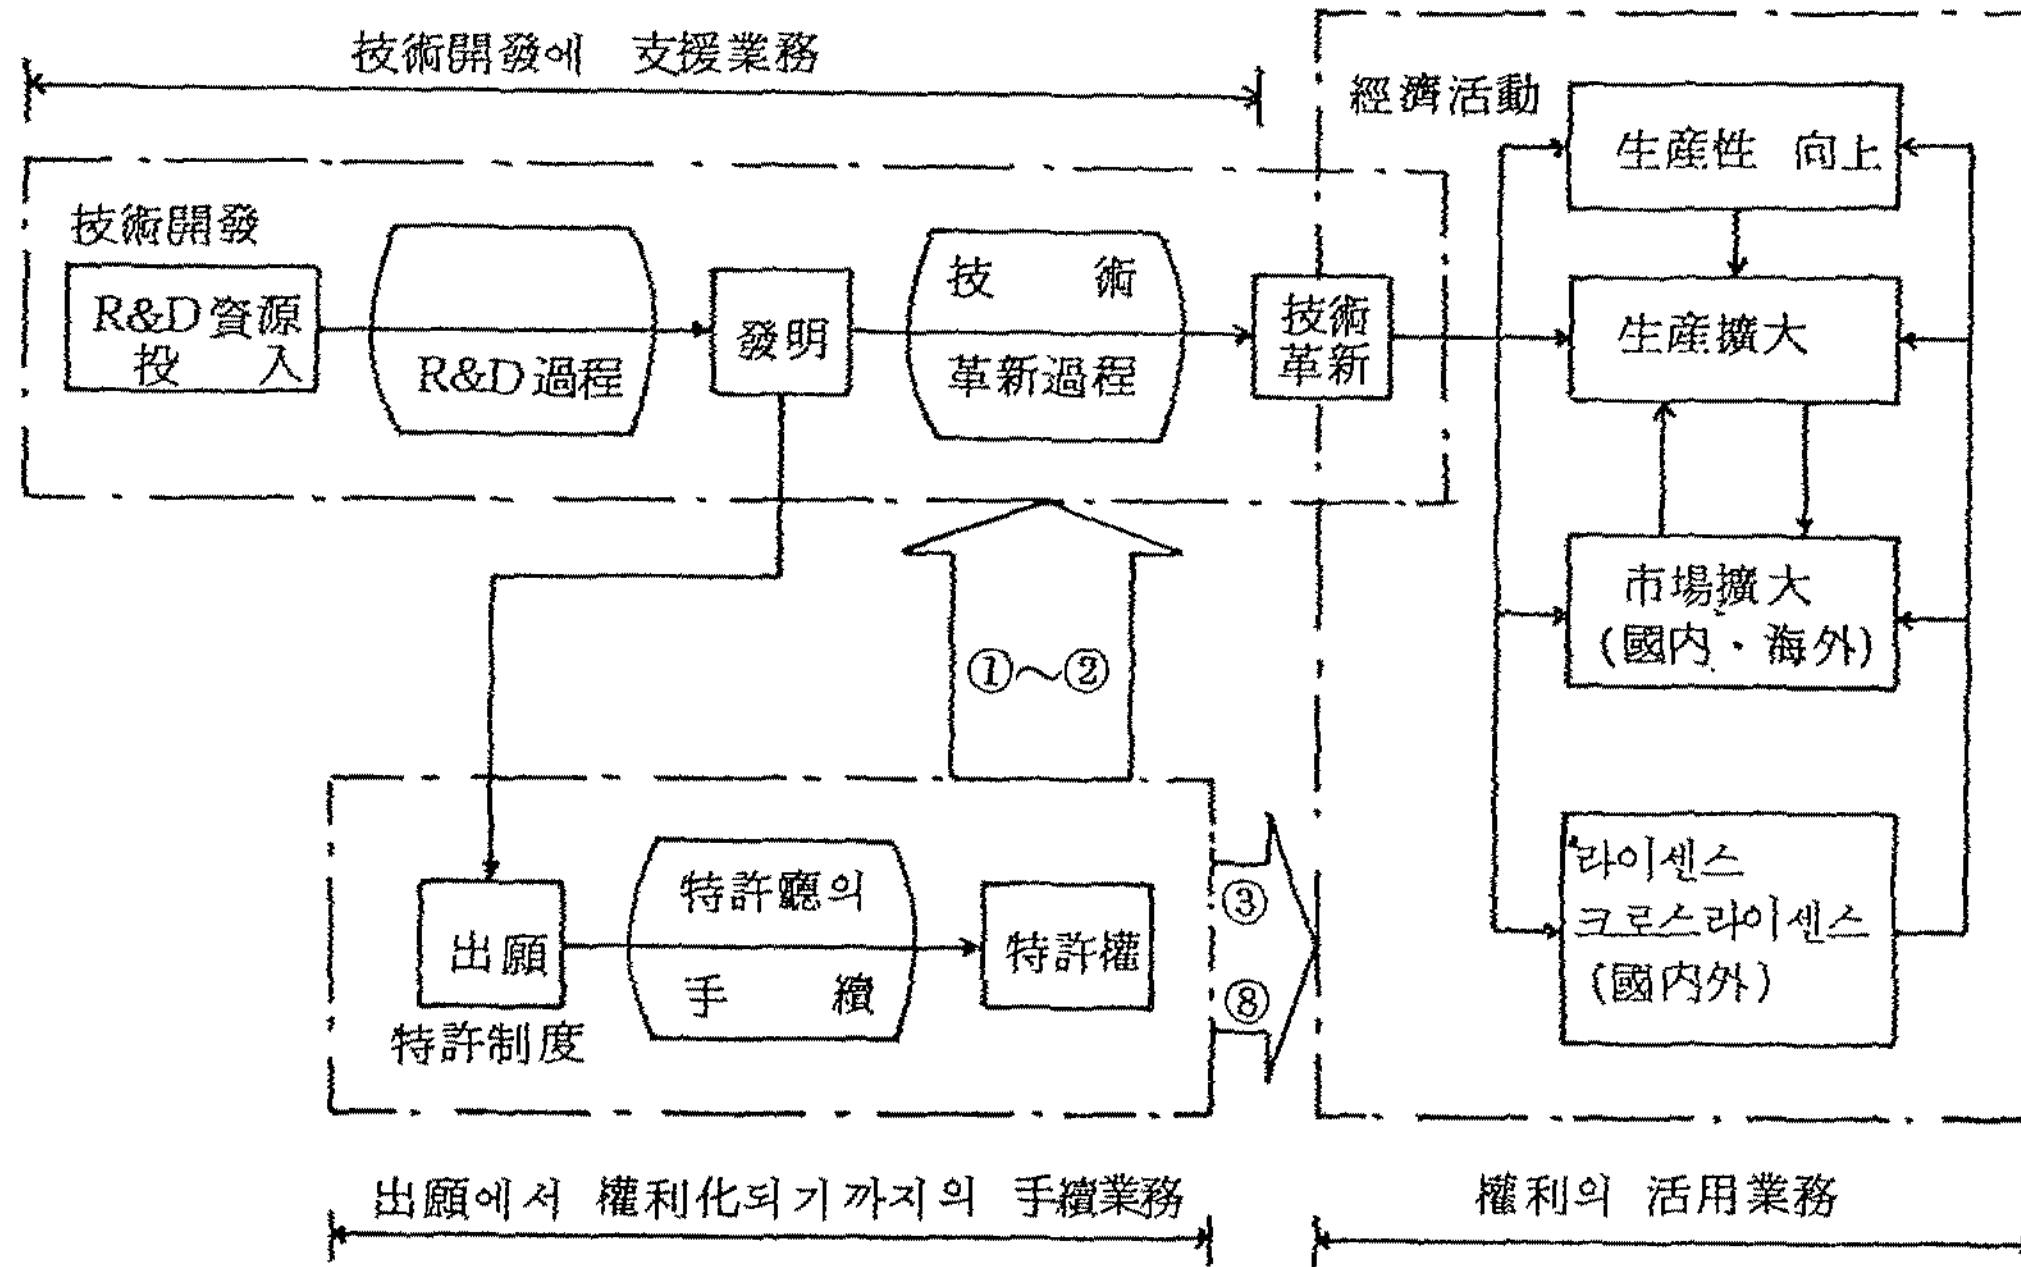 技術開發에 支援業務
經濟活動
生産性 向上
技術開發
R&D資源
投 入
R&D過程
發明
技 術
革新過程
技術
革新
生産擴大
市場擴大
(國内・海外)
①～②
라이센스
크로스라이센스
(國内外)
出願
特許廳의
手 續
特許權
③
⑧
特許制度
出願에서 權利化되기까지의 手續業務
權利의 活用業務